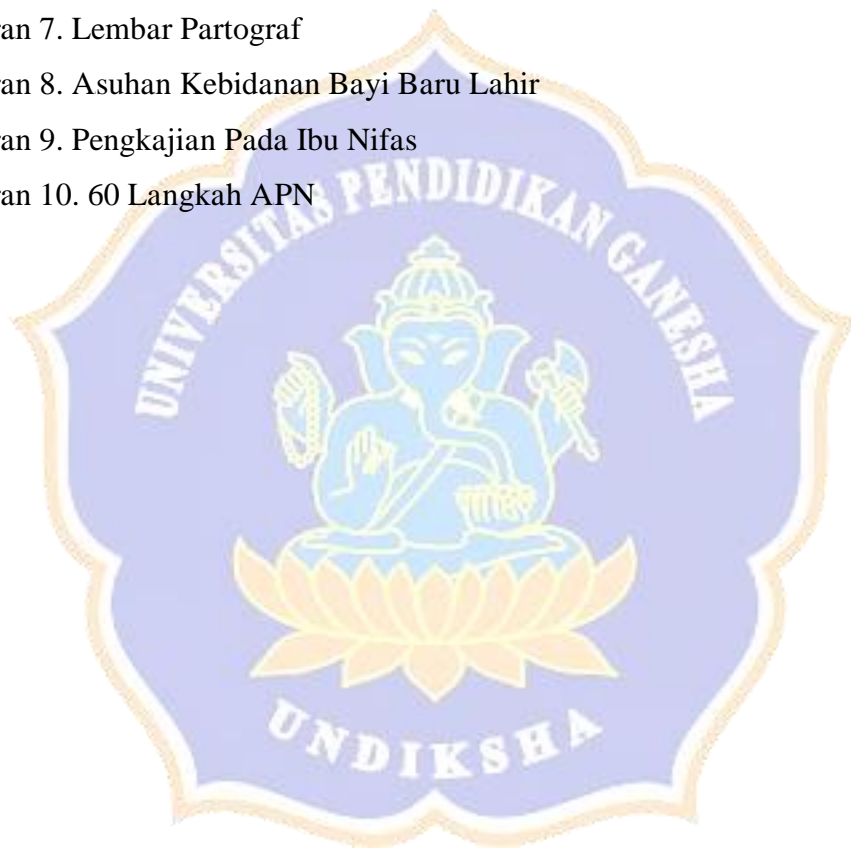 ran 7. Lembar Partograf
ran 8. Asuhan Kebidanan Bayi Baru Lahir
ran 9. Pengkajian Pada Ibu Nifas
ran 10. 60 Langkah APN
UNIVERSITAS PENDIDIKAN GANESHA
UNDIKSHA